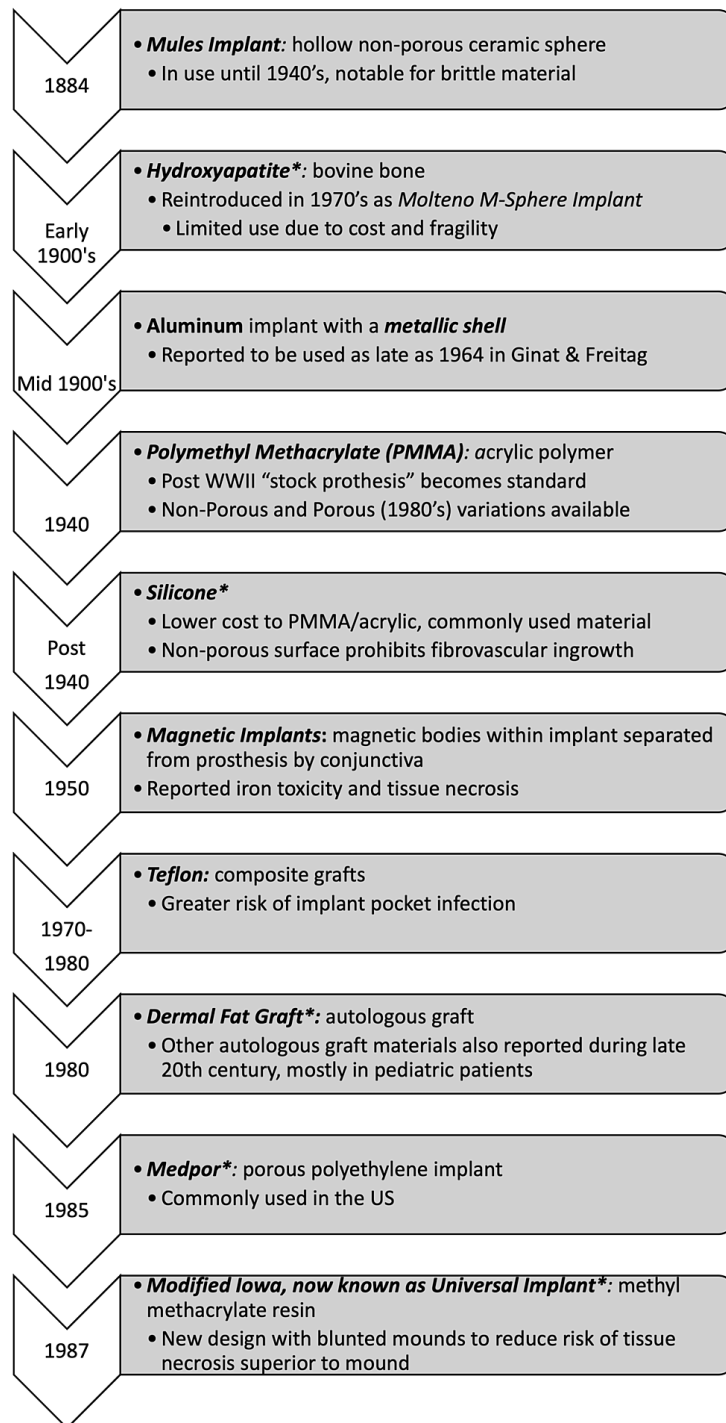 1884
• Mules Implant: hollow non-porous ceramic sphere
• In use until 1940’s, notable for brittle material
Early
1900's
• Hydroxyapatite*: bovine bone
• Reintroduced in 1970’s as Molteno M-Sphere Implant
• Limited use due to cost and fragility
Mid 1900's
• Aluminum implant with a metallic shell
• Reported to be used as late as 1964 in Ginat & Freitag
1940
• Polymethyl Methacrylate (PMMA): acrylic polymer
• Post WWII “stock prothesis” becomes standard
• Non-Porous and Porous (1980’s) variations available
Post
1940
• Silicone*
• Lower cost to PMMA/acrylic, commonly used material
• Non-porous surface prohibits fibrovascular ingrowth
1950
• Magnetic Implants: magnetic bodies within implant separated
from prosthesis by conjunctiva
• Reported iron toxicity and tissue necrosis
1970-
1980
• Teflon: composite grafts
• Greater risk of implant pocket infection
1980
• Dermal Fat Graft*: autologous graft
• Other autologous graft materials also reported during late
20th century, mostly in pediatric patients
1985
• Medpor*: porous polyethylene implant
• Commonly used in the US
1987
• Modified Iowa, now known as Universal Implant*: methyl
methacrylate resin
• New design with blunted mounds to reduce risk of tissue
necrosis superior to mound